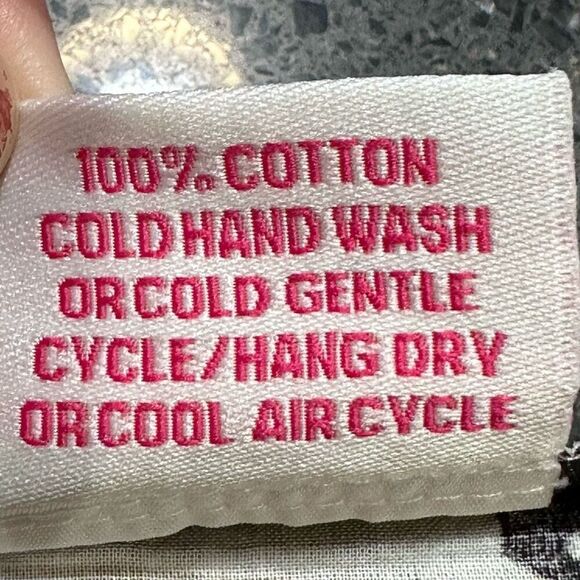 100% COTTON
COLD HAND WASH
OR COLD GENTLE
CYCLE/HANG DRY
OR COOL AIR CYCLE